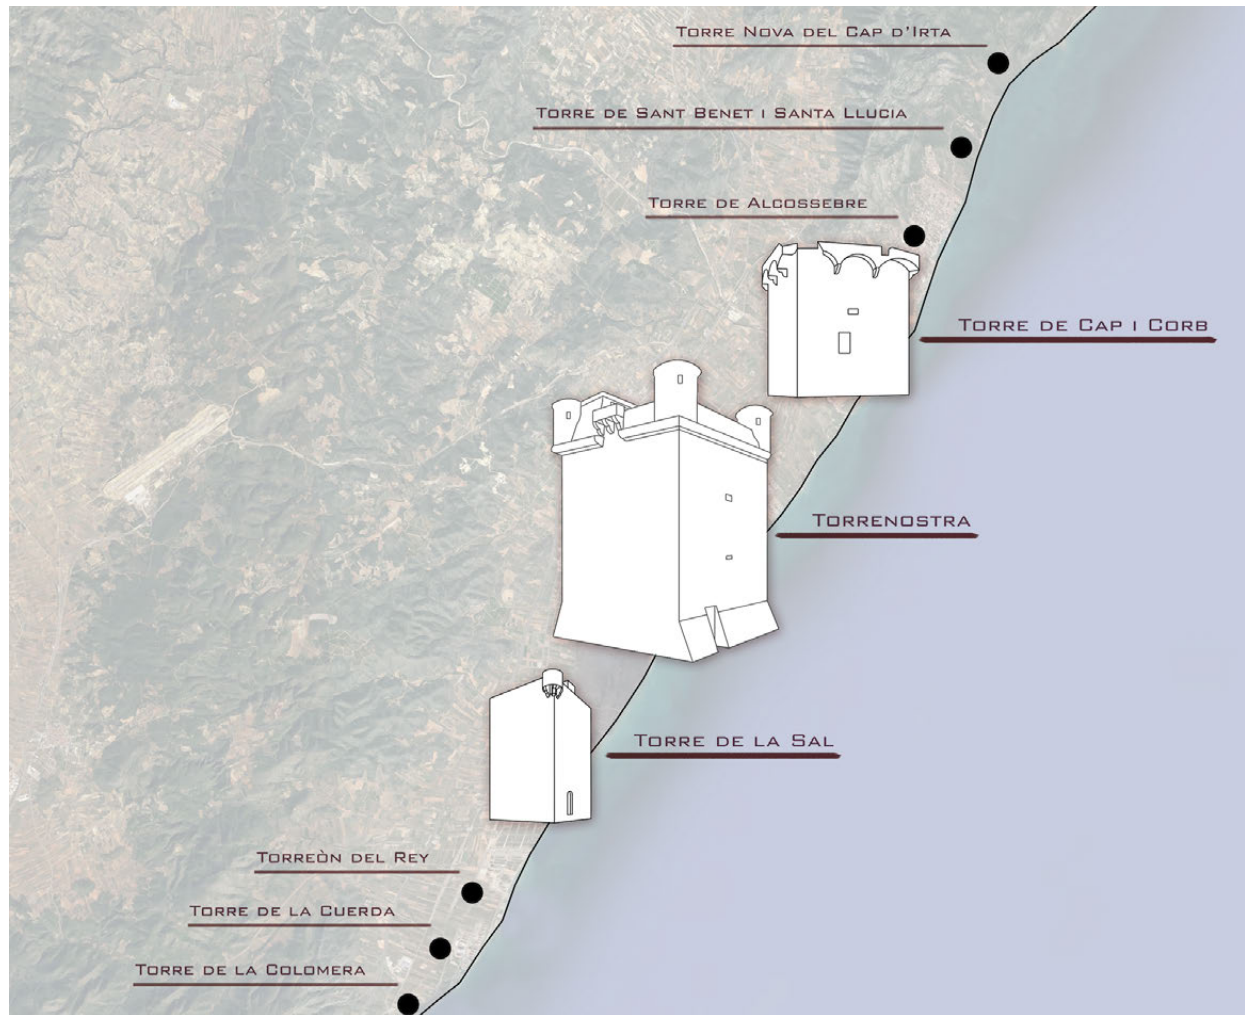 Torre Nova del Cap d'Irta
Torre de Sant Benet i Santa Llucia
Torre de Alcossebre
Torre de Cap i Corb
Torrenostra
Torre de la Sal
Torreòn del Rey
Torre de la Cuerda
Torre de la Colomera